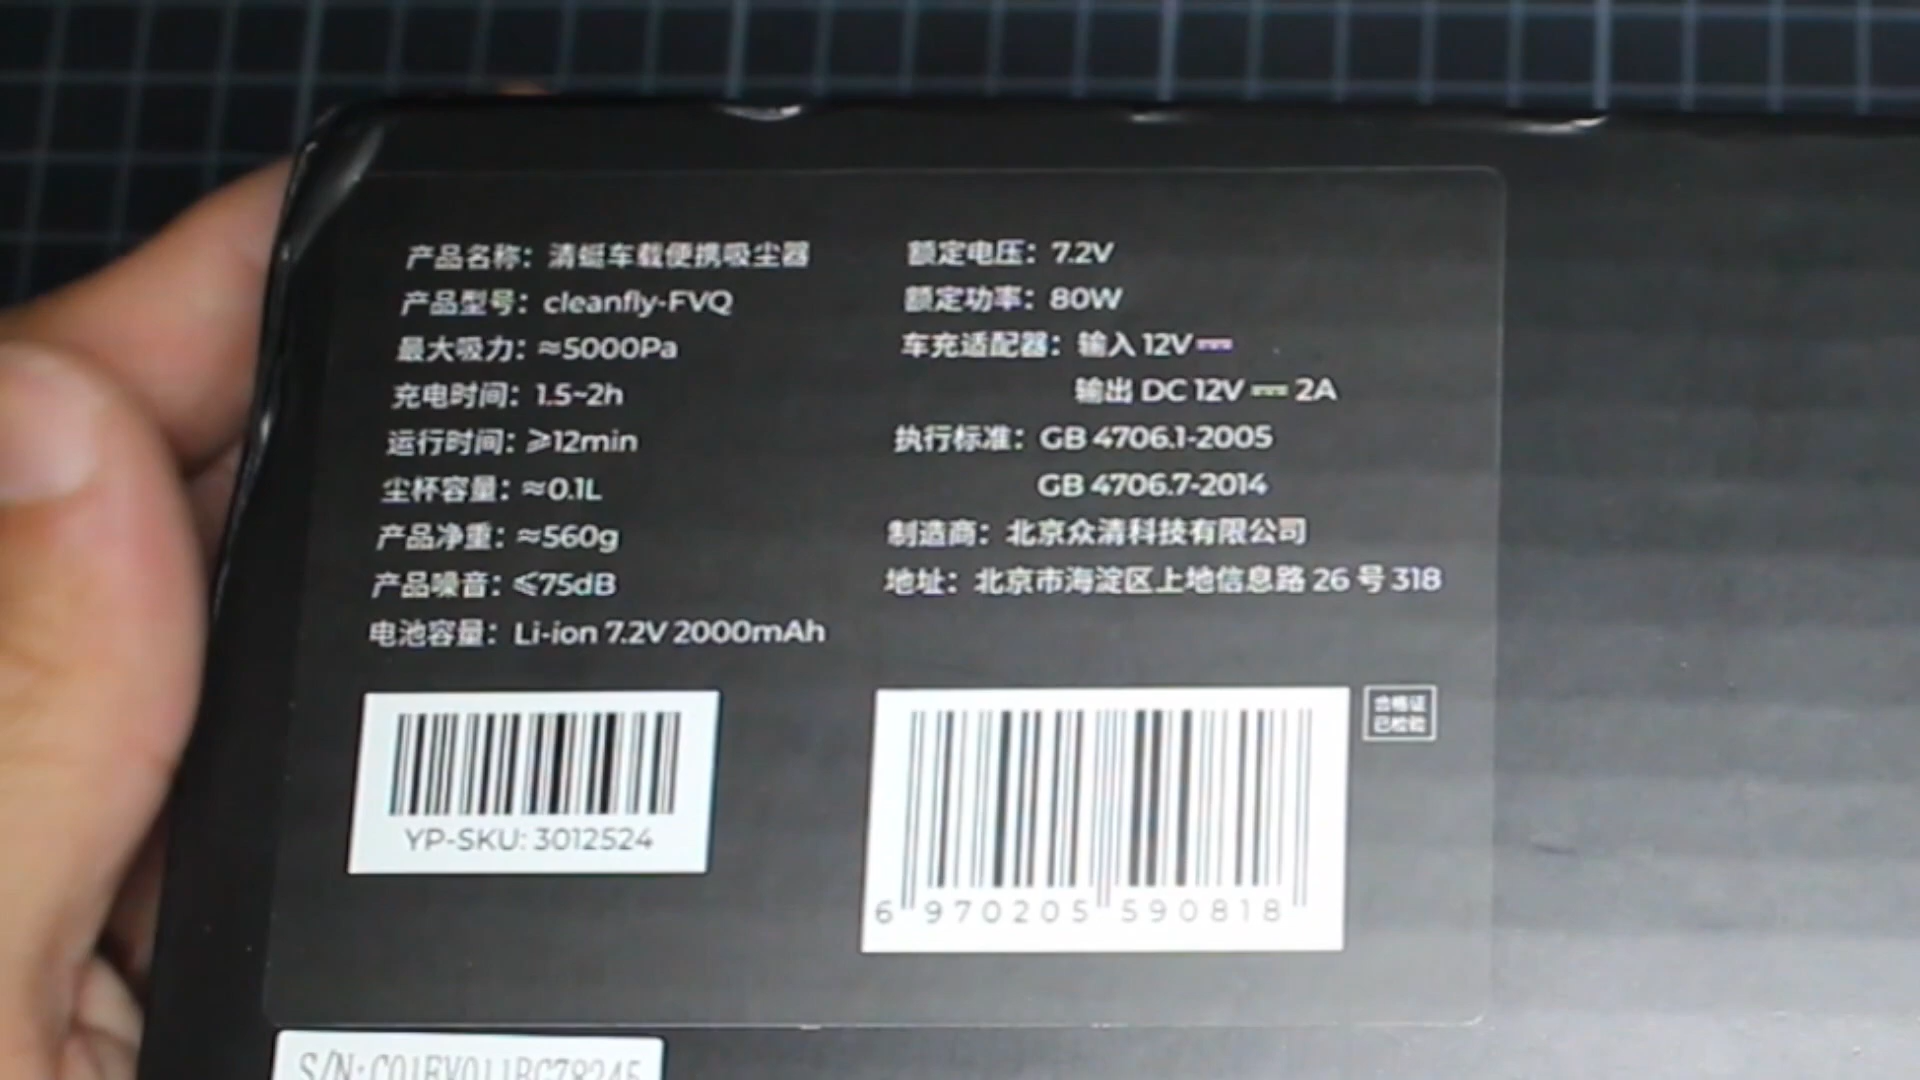 产品名称：清蜓车载便携吸尘器
产品型号：cleanfly-FVQ
最大吸力：≈5000Pa
充电时间：1.5~2h
运行时间：≥12min
尘杯容量：≈0.1L
产品净重：≈560g
产品噪音：≤75dB
电池容量：Li-ion 7.2V 2000mAh
额定电压：7.2V
额定功率：80W
车充适配器：输入 12V⎓
输出 DC 12V ⎓ 2A
执行标准：GB 4706.1-2005
GB 4706.7-2014
制造商：北京众清科技有限公司
地址：北京市海淀区上地信息路 26 号 318
YP-SKU: 3012524
6 970205 590818
合格证
已检验